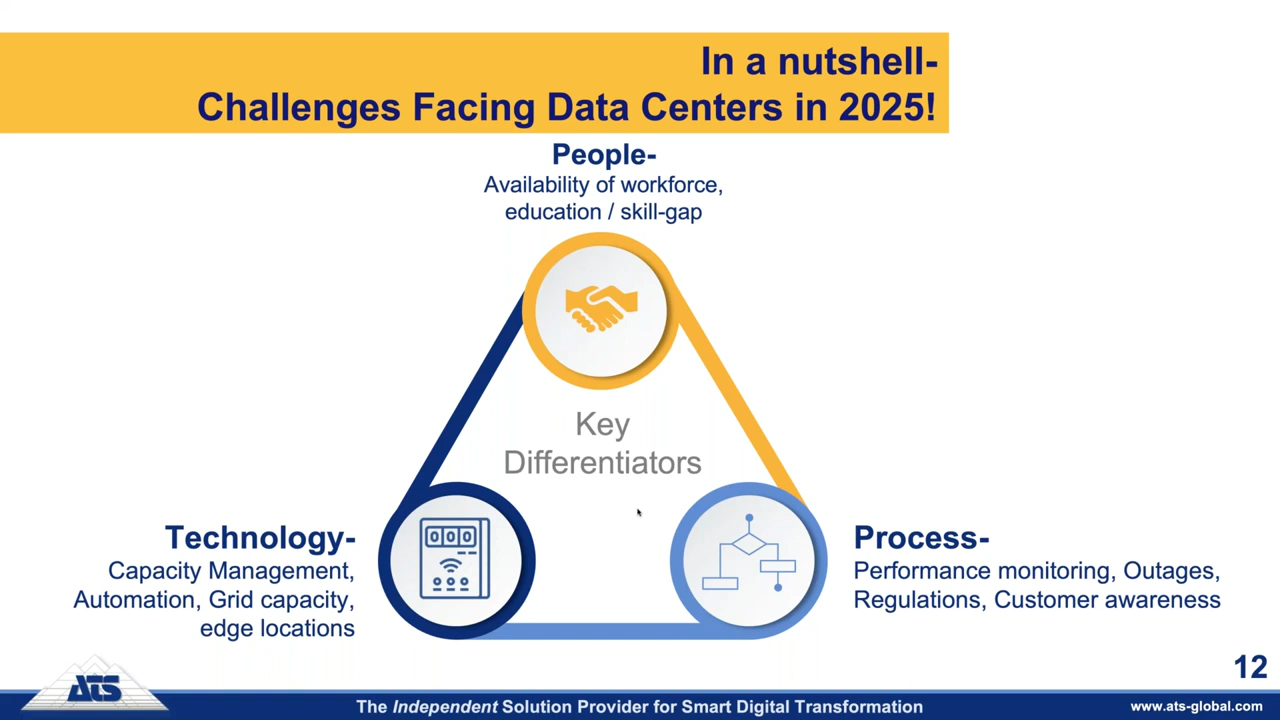 In a nutshell-
Challenges Facing Data Centers in 2025!
People-
Availability of workforce,
education / skill-gap
Key
Differentiators
Technology-
Capacity Management,
Automation, Grid capacity,
edge locations
000
Process-
Performance monitoring, Outages,
Regulations, Customer awareness
12
ATS
The Independent Solution Provider for Smart Digital Transformation
www.ats-global.com